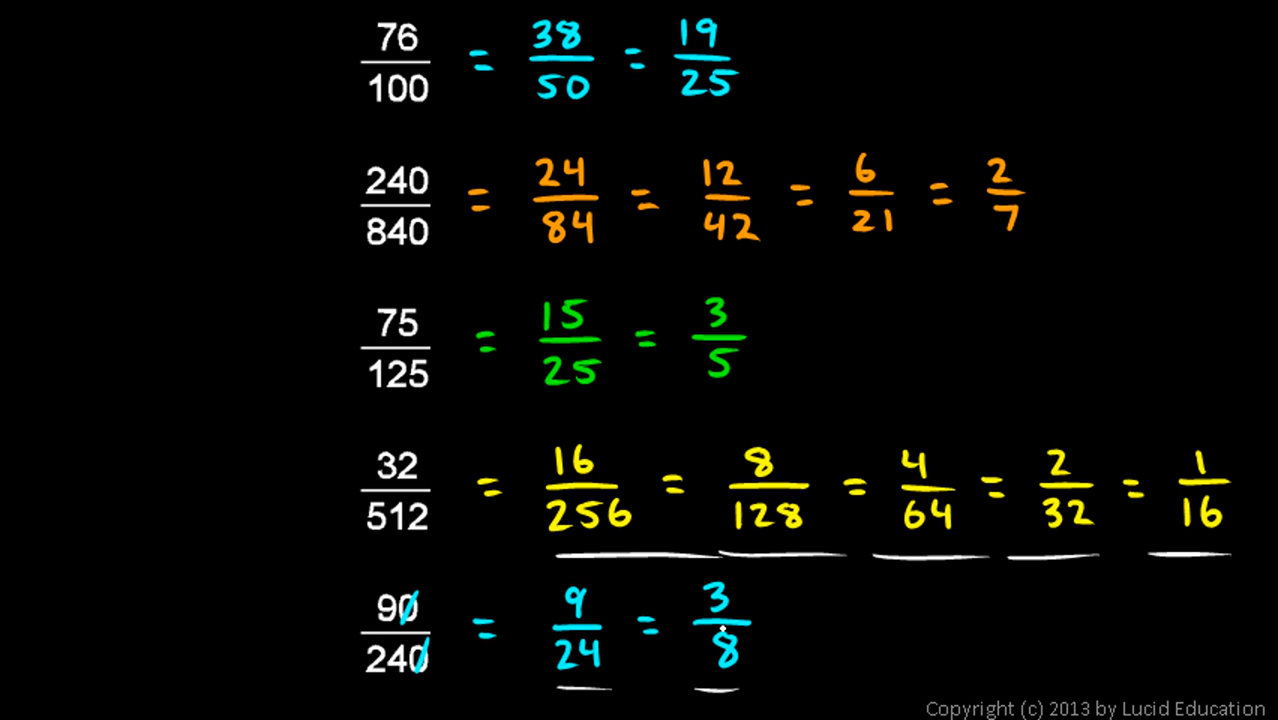 76/100 = 38/50 = 19/25
240/840 = 24/84 = 12/42 = 6/21 = 2/7
75/125 = 15/25 = 3/5
32/512 = 16/256 = 8/128 = 4/64 = 2/32 = 1/16
90/240 = 9/24 = 3/8
Copyright (c) 2013 by Lucid Education